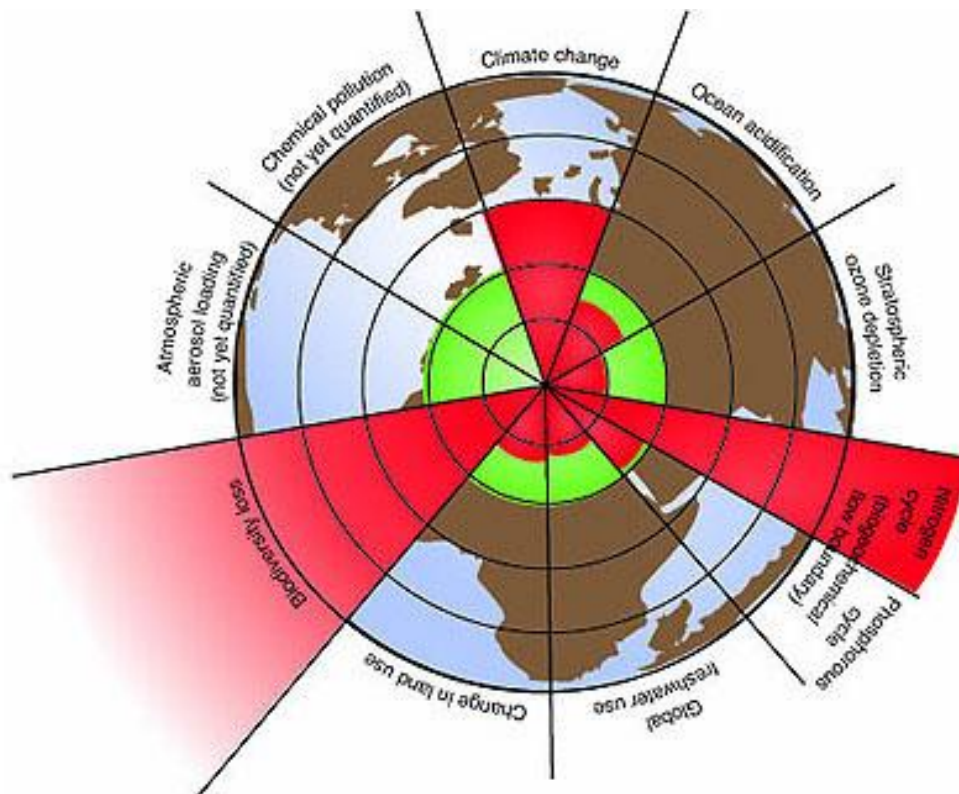 Climate change
Ocean acidification
Stratospheric
ozone depletion
Nitrogen
cycle
(biogeochemical
flow boundary)
Phosphorous
cycle
Global
freshwater use
Change in land use
Biodiversity loss
Atmospheric
aerosol loading
(not yet quantified)
Chemical pollution
(not yet quantified)